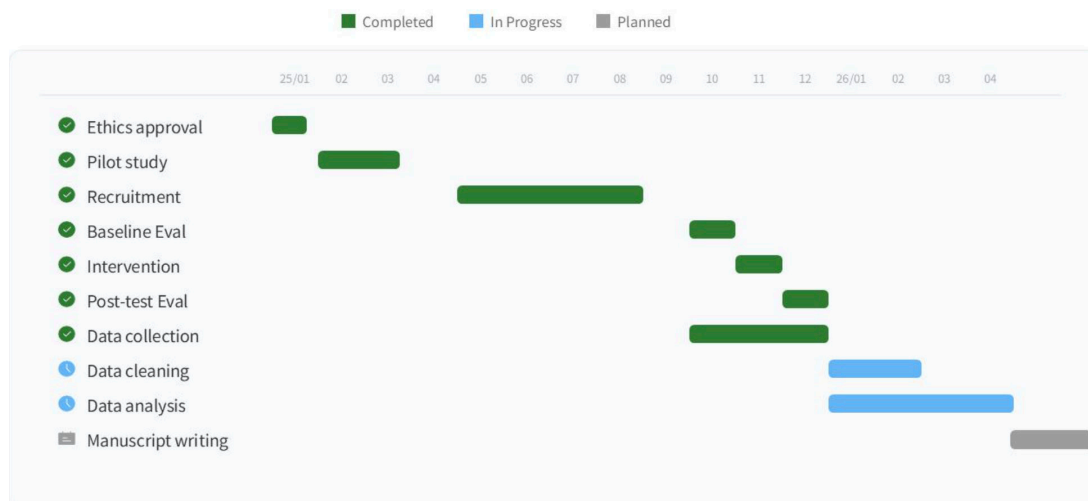 Completed In Progress Planned
25/01 02 03 04 05 06 07 08 09 10 11 12 26/01 02 03 04
Ethics approval
Pilot study
Recruitment
Baseline Eval
Intervention
Post-test Eval
Data collection
Data cleaning
Data analysis
Manuscript writing